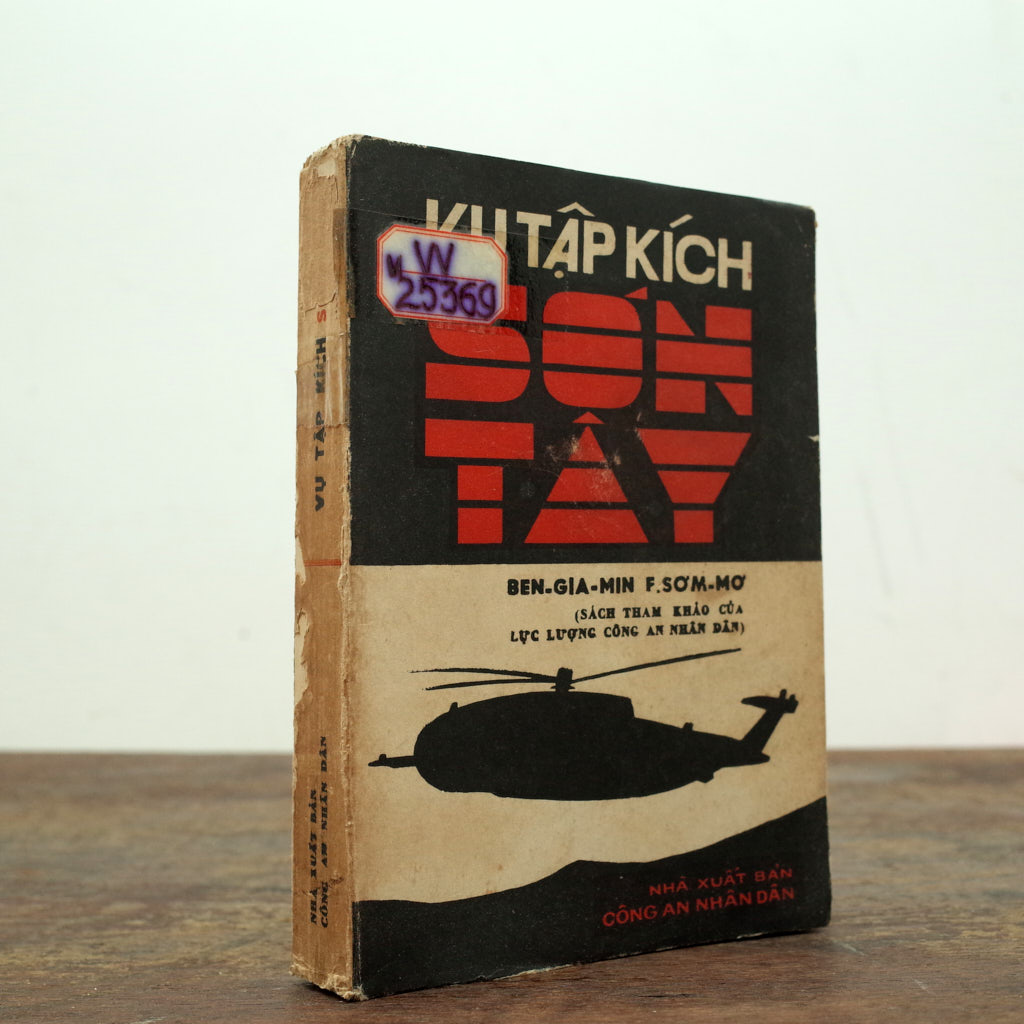 VỤ TẬP KÍCH
SƠN
TÂY
VV
25369
BEN-GIA-MIN F.SƠM-MƠ
(SÁCH THAM KHẢO CỦA
LỰC LƯỢNG CÔNG AN NHÂN DÂN)
NHÀ XUẤT BẢN
CÔNG AN NHÂN DÂN
VỤ TẬP KÍCH S
NHÀ XUẤT BẢN
CÔNG AN NHÂN DÂN